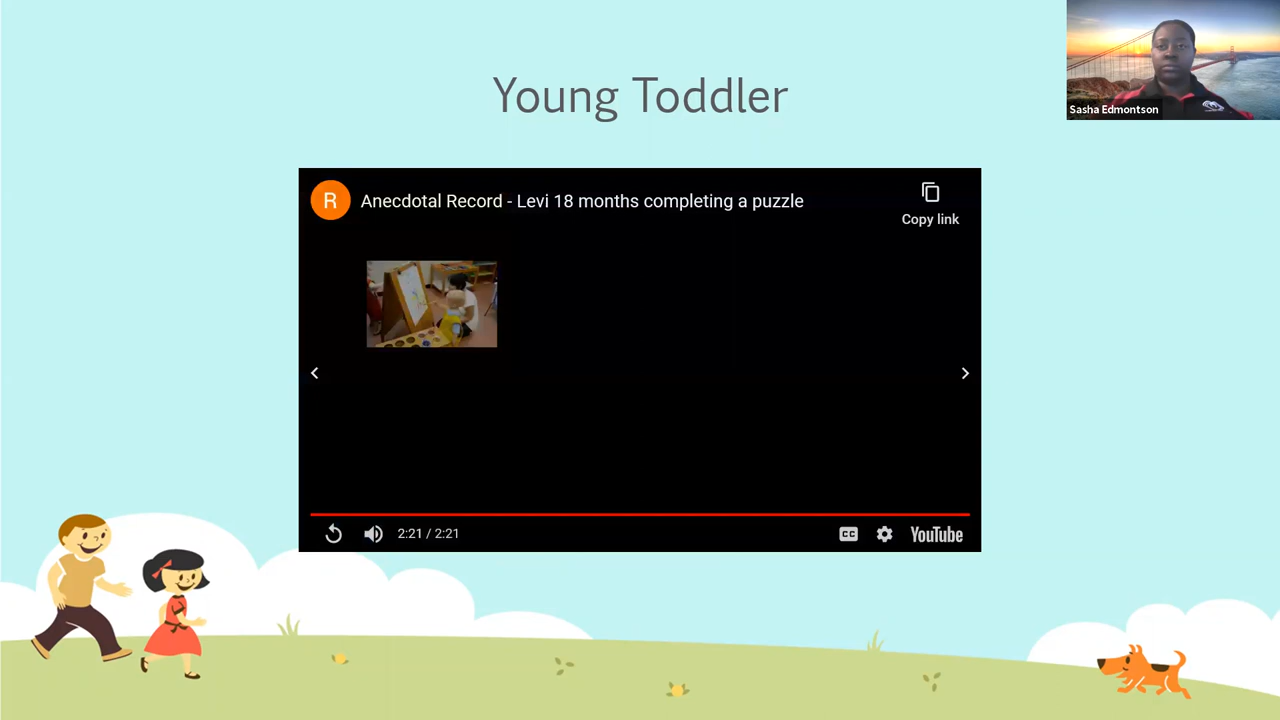 Young Toddler
Sasha Edmontson
R
Anecdotal Record - Levi 18 months completing a puzzle
Copy link
2:21 / 2:21
CC
YouTube